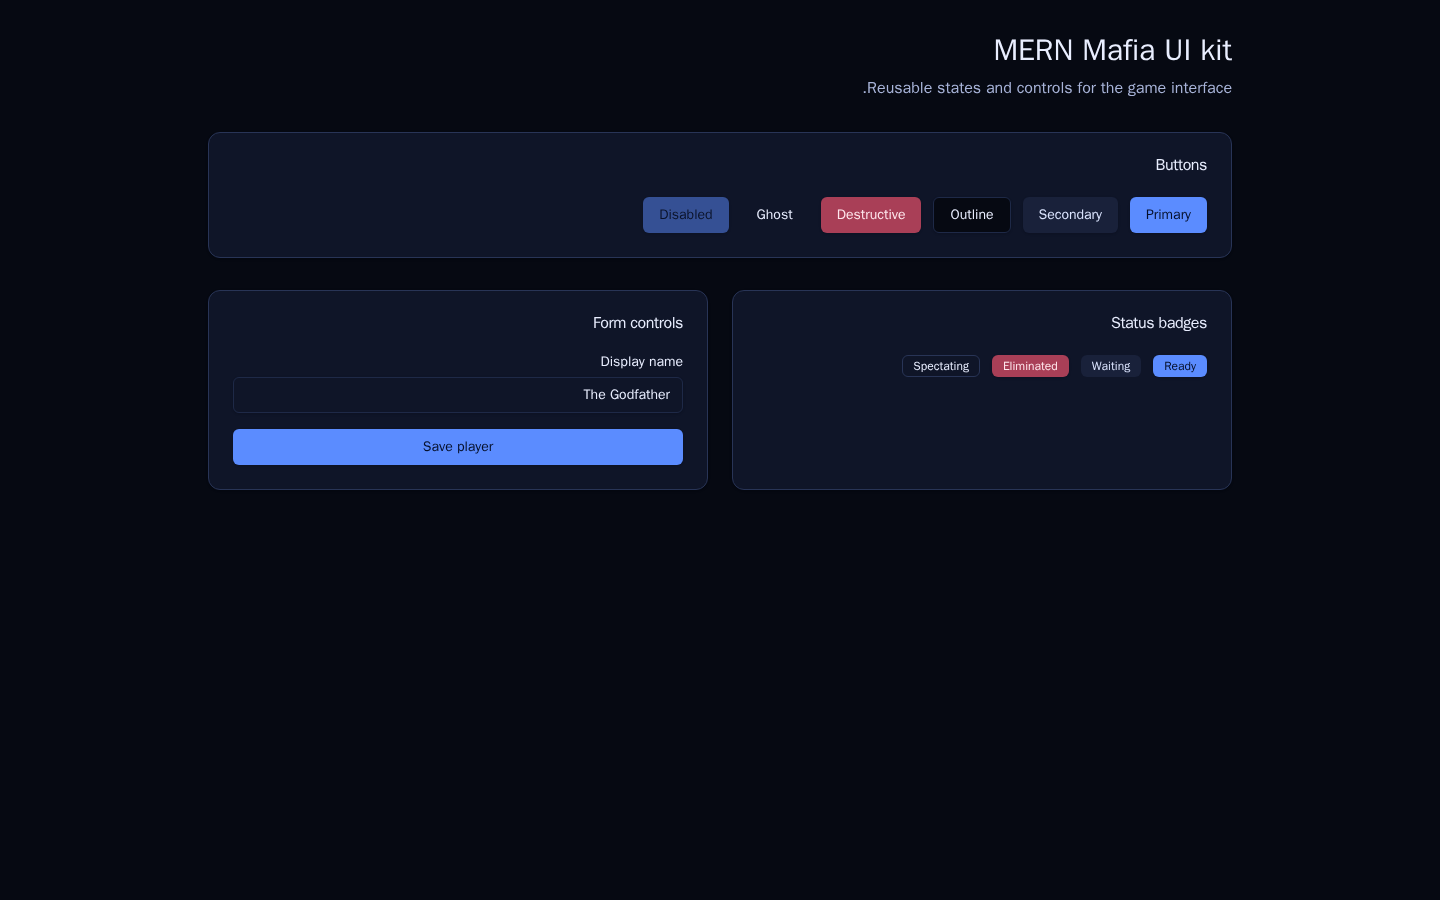 MERN Mafia UI kit
.Reusable states and controls for the game interface
Buttons
Primary
Secondary
Outline
Destructive
Ghost
Disabled
Status badges
Ready
Waiting
Eliminated
Spectating
Form controls
Display name
The Godfather
Save player